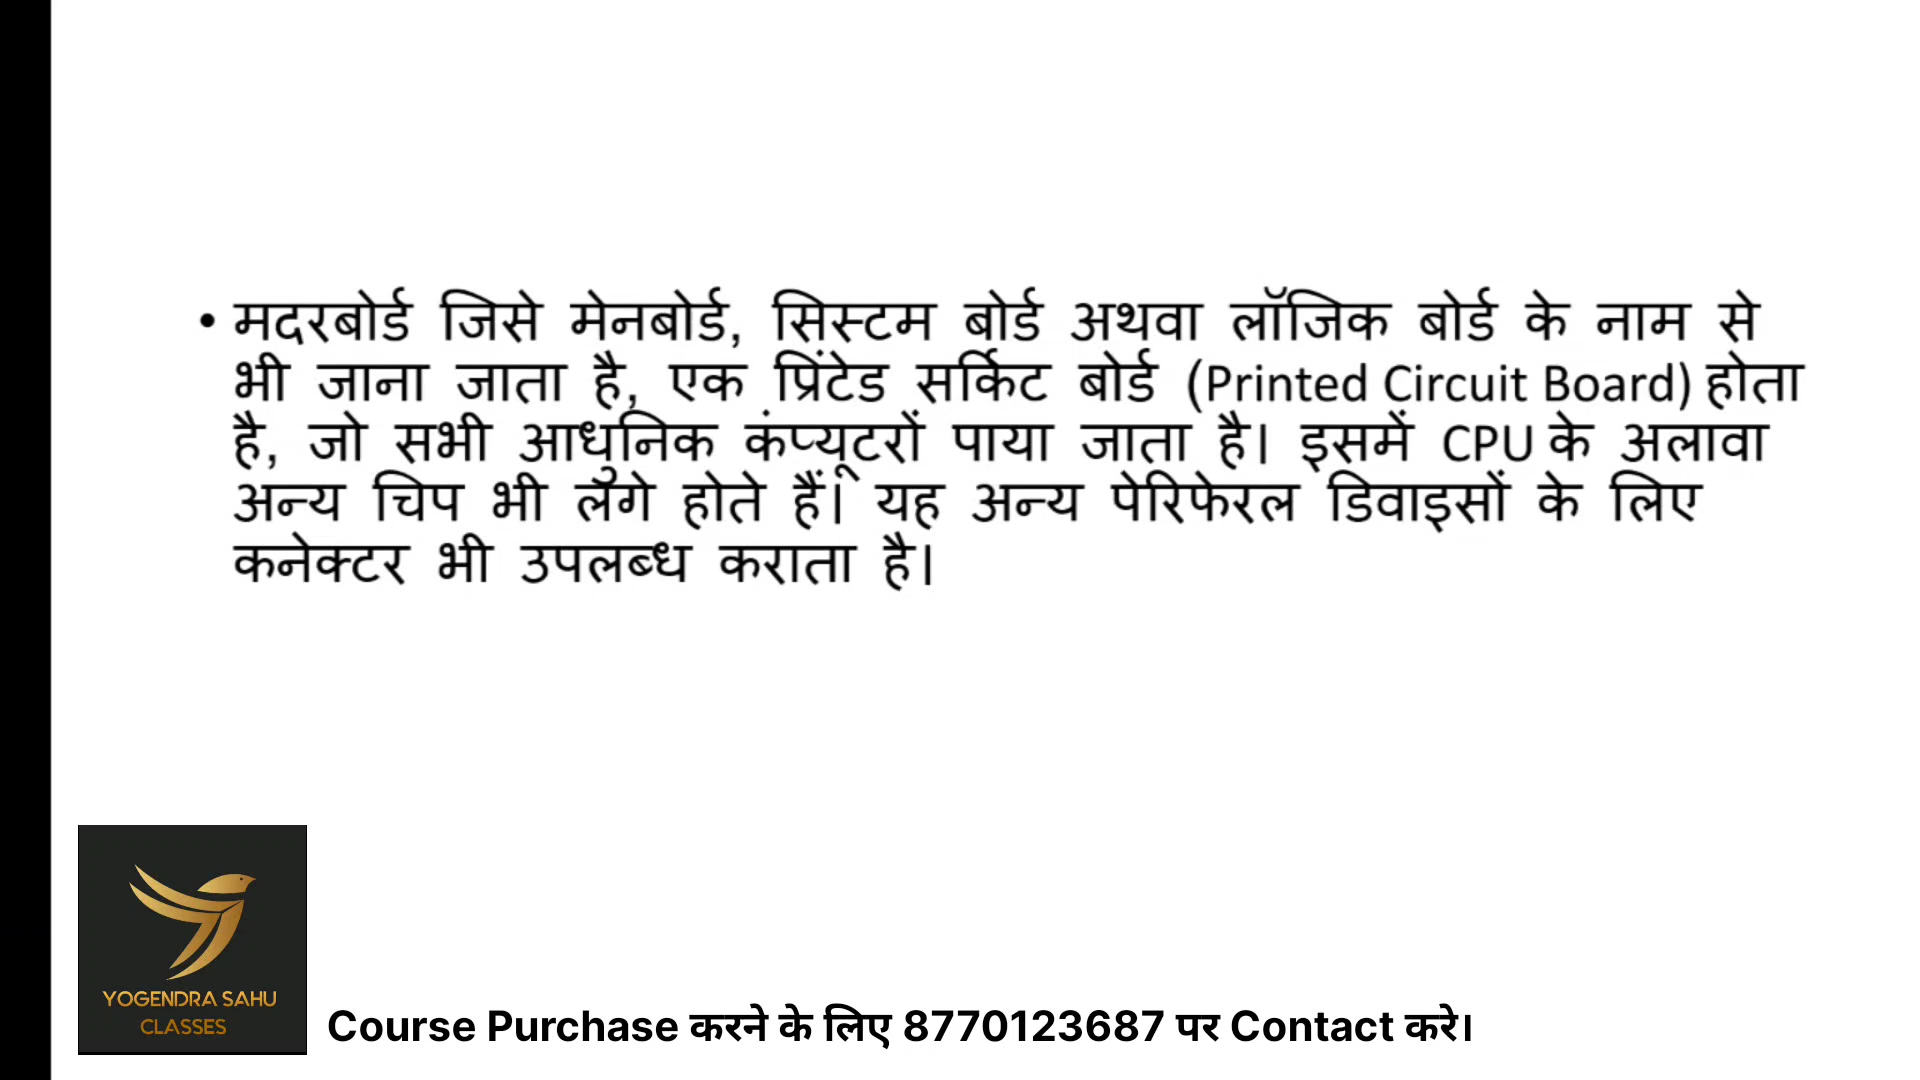 • मदरबोर्ड जिसे मेनबोर्ड, सिस्टम बोर्ड अथवा लॉजिक बोर्ड के नाम से
भी जाना जाता है, एक प्रिंटेड सर्किट बोर्ड (Printed Circuit Board) होता
है, जो सभी आधुनिक कंप्यूटरों पाया जाता है। इसमें CPU के अलावा
अन्य चिप भी लगे होते हैं। यह अन्य पेरिफेरल डिवाइसों के लिए
कनेक्टर भी उपलब्ध कराता है।
YOGENDRA SAHU
CLASSES
Course Purchase करने के लिए 8770123687 पर Contact करे।